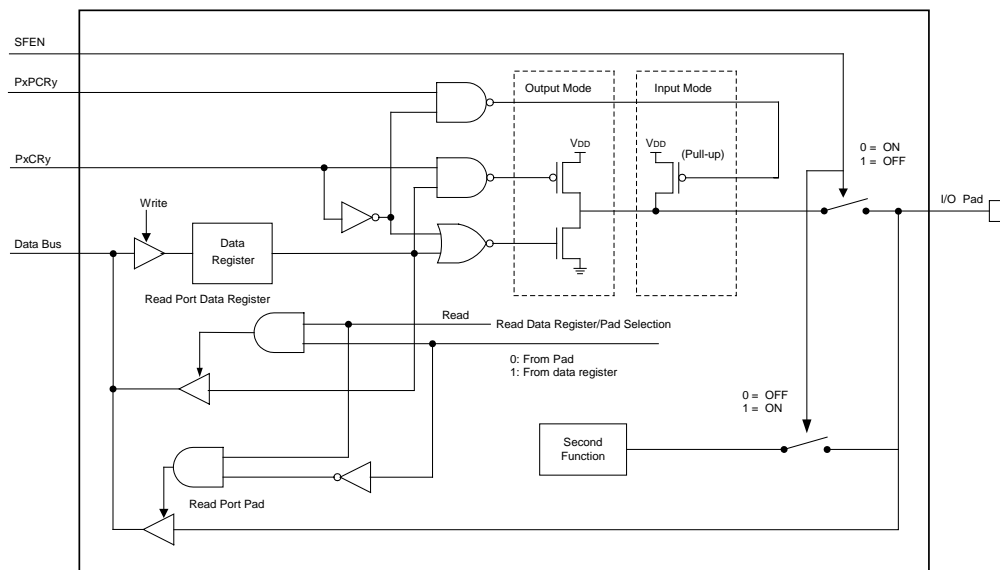 SFEN
PxPCRy
Output Mode
Input Mode
VDD
VDD
(Pull-up)
0 = ON
1 = OFF
PxCRy
I/O Pad
Write
Data Bus
Data
Register
Read Port Data Register
Read
Read Data Register/Pad Selection
0: From Pad
1: From data register
0 = OFF
1 = ON
Second
Function
Read Port Pad